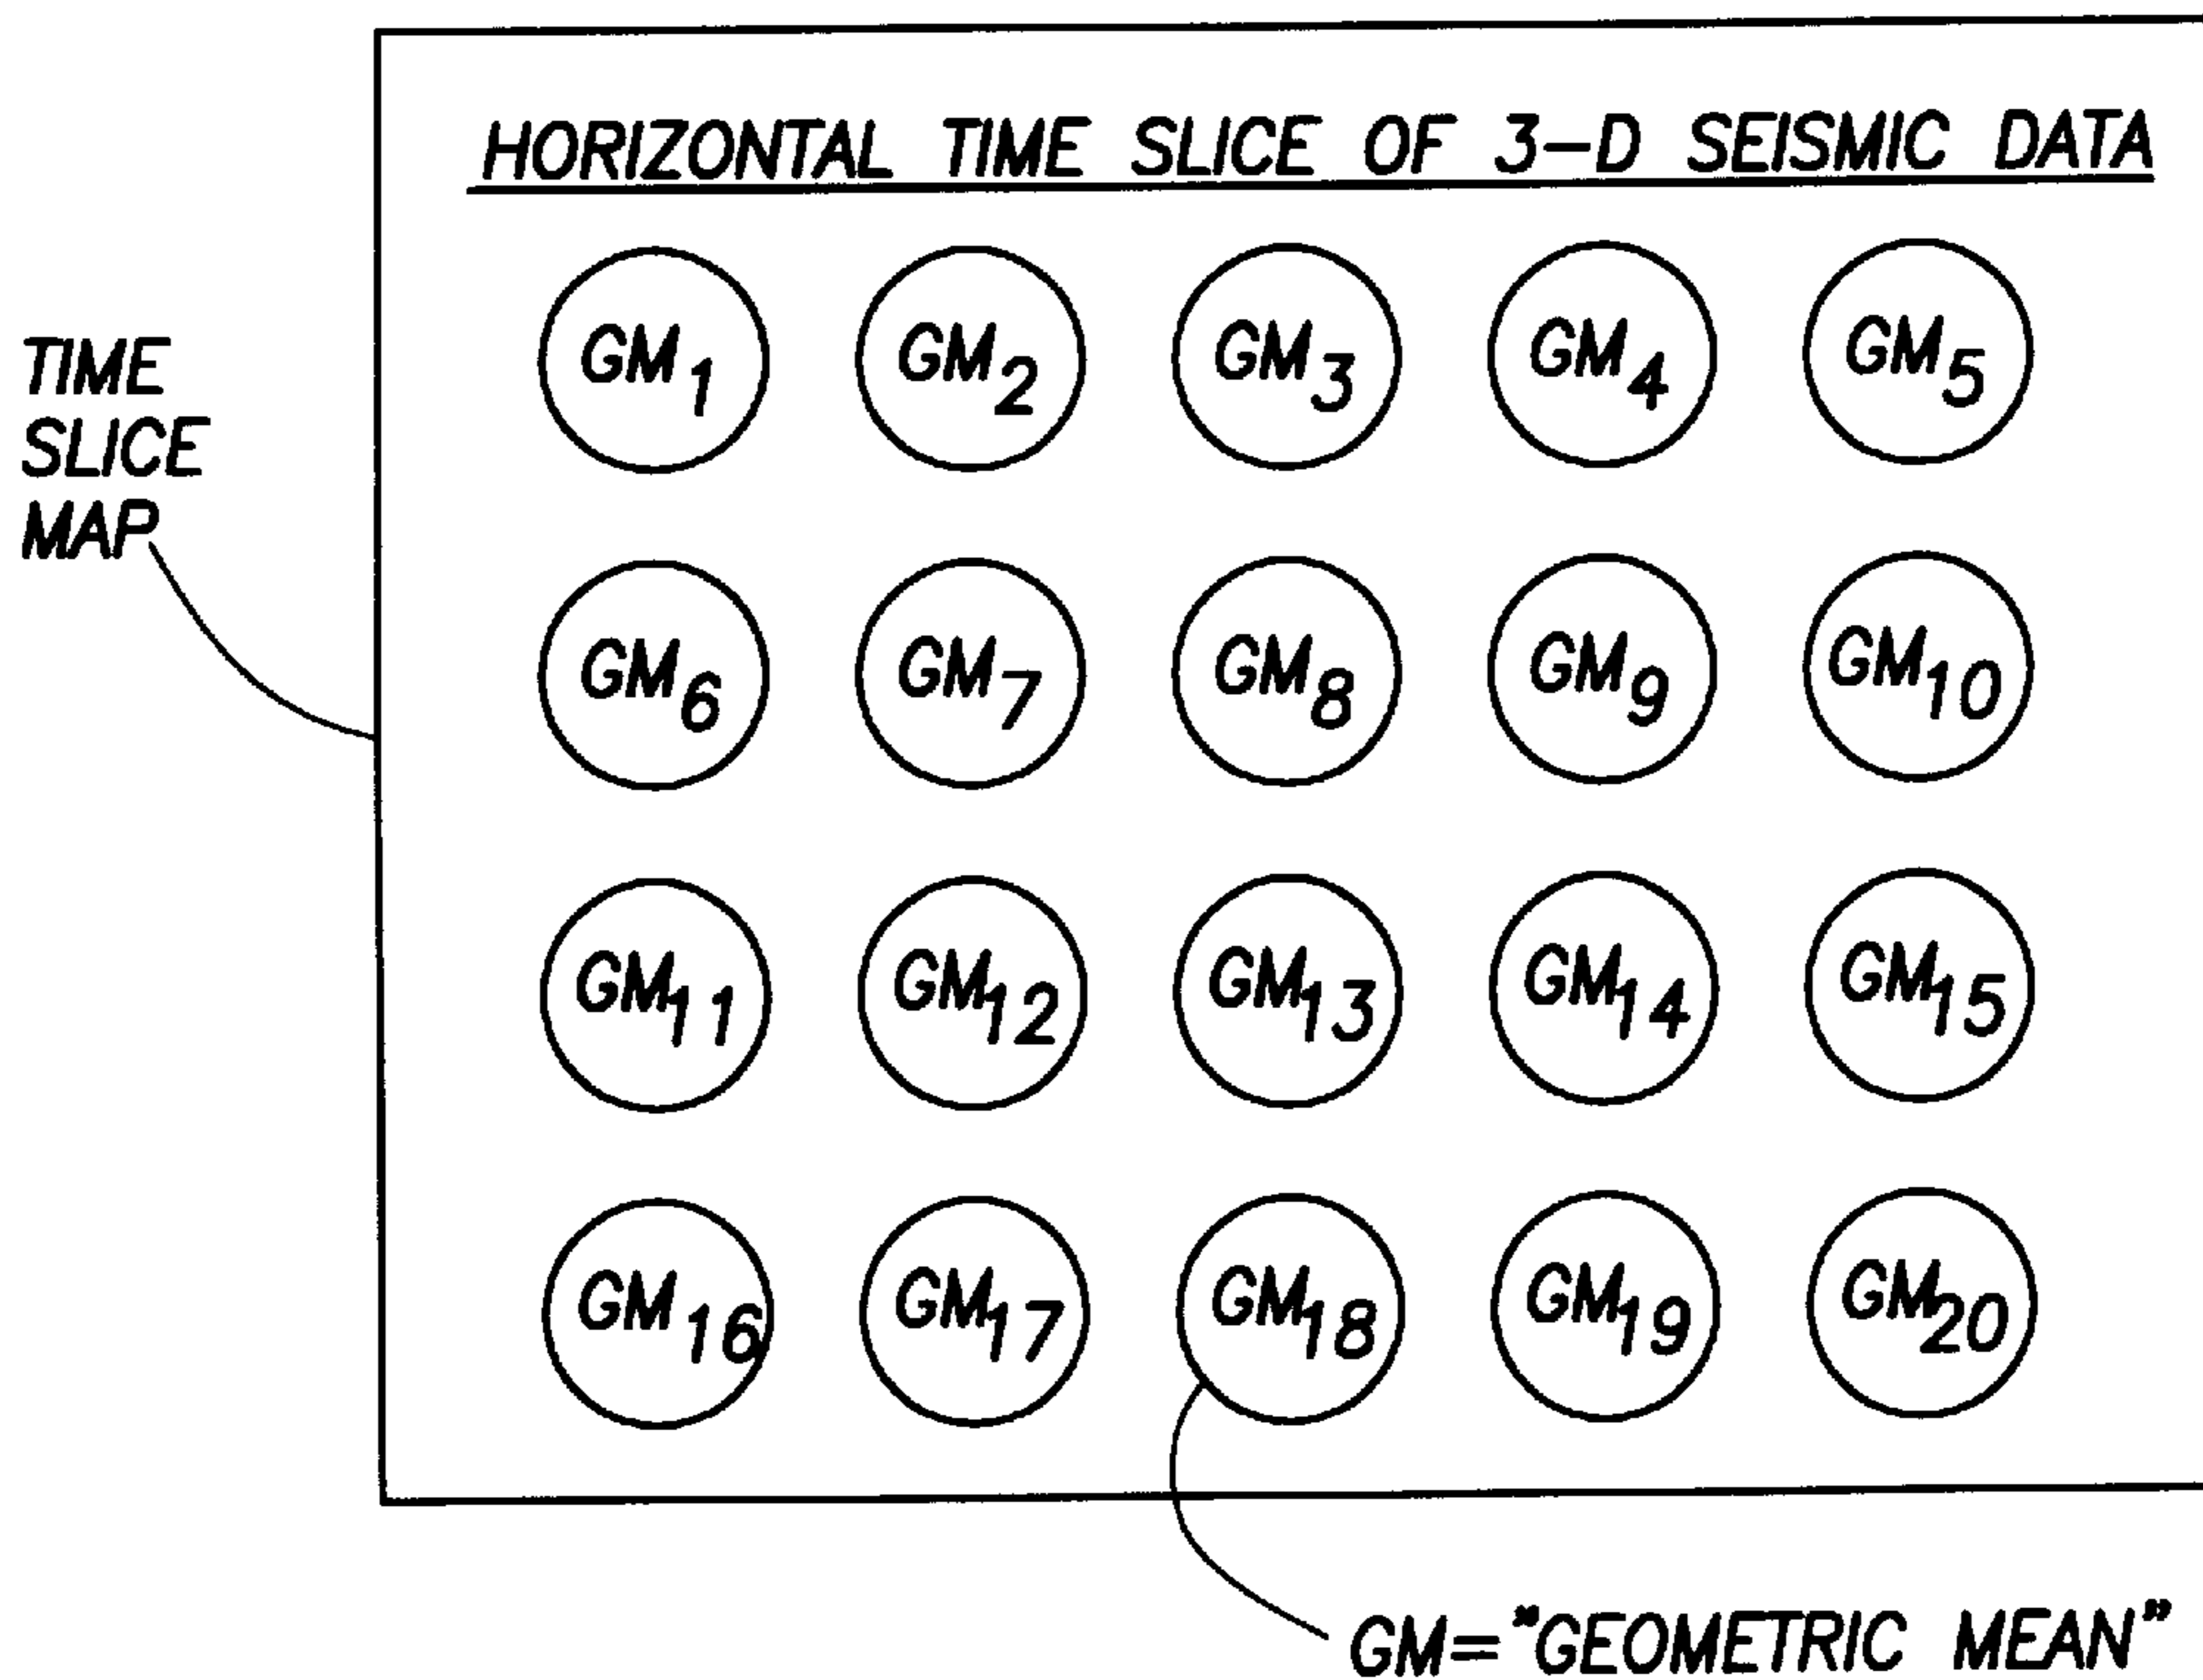 HORIZONTAL TIME SLICE OF 3-D SEISMIC DATA
GM1 GM2 GM3 GM4 GM5
TIME
SLICE
MAP
GM6 GM7 GM8 GM9 GM10
GM11 GM12 GM13 GM14 GM15
GM16 GM17 GM18 GM19 GM20
GM="GEOMETRIC MEAN"